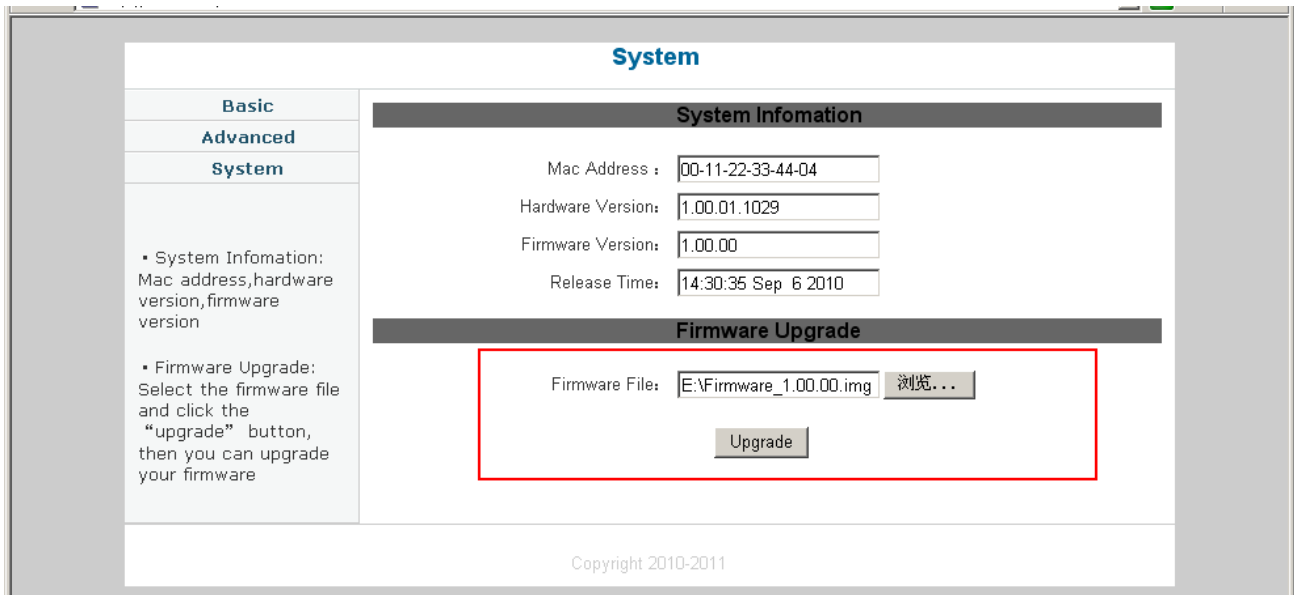 System
Basic
Advanced
System
▪ System Infomation:
Mac address,hardware
version,firmware
version
▪ Firmware Upgrade:
Select the firmware file
and click the
“upgrade” button,
then you can upgrade
your firmware
System Infomation
Mac Address : 00-11-22-33-44-04
Hardware Version: 1.00.01.1029
Firmware Version: 1.00.00
Release Time: 14:30:35 Sep 6 2010
Firmware Upgrade
Firmware File: E:\Firmware_1.00.00.img 浏览...
Upgrade
Copyright 2010-2011